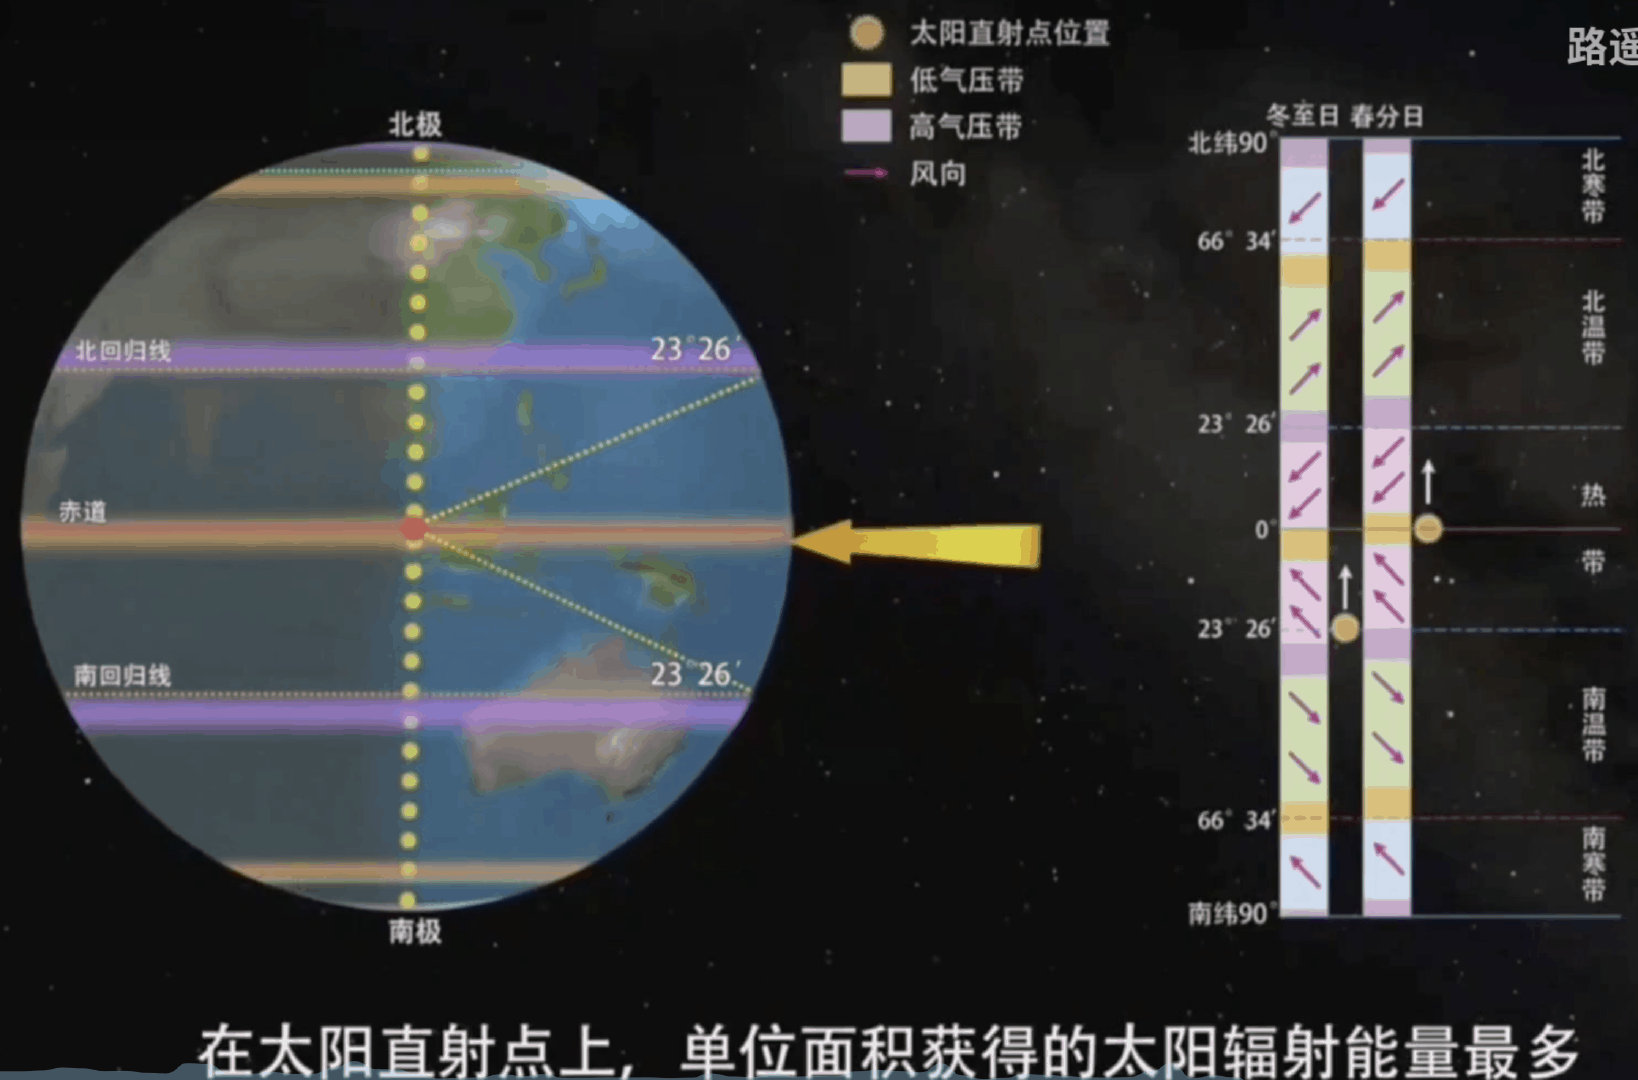 太阳直射点位置
低气压带
高气压带
风向
路遥
北极
北回归线
23°26′
赤道
南回归线
23°26′
南极
冬至日 春分日
北纬90°
北寒带
66° 34′
北温带
23° 26′
热
0°
带
23° 26′
南温带
66° 34′
南寒带
南纬90°
在太阳直射点上，单位面积获得的太阳辐射能量最多